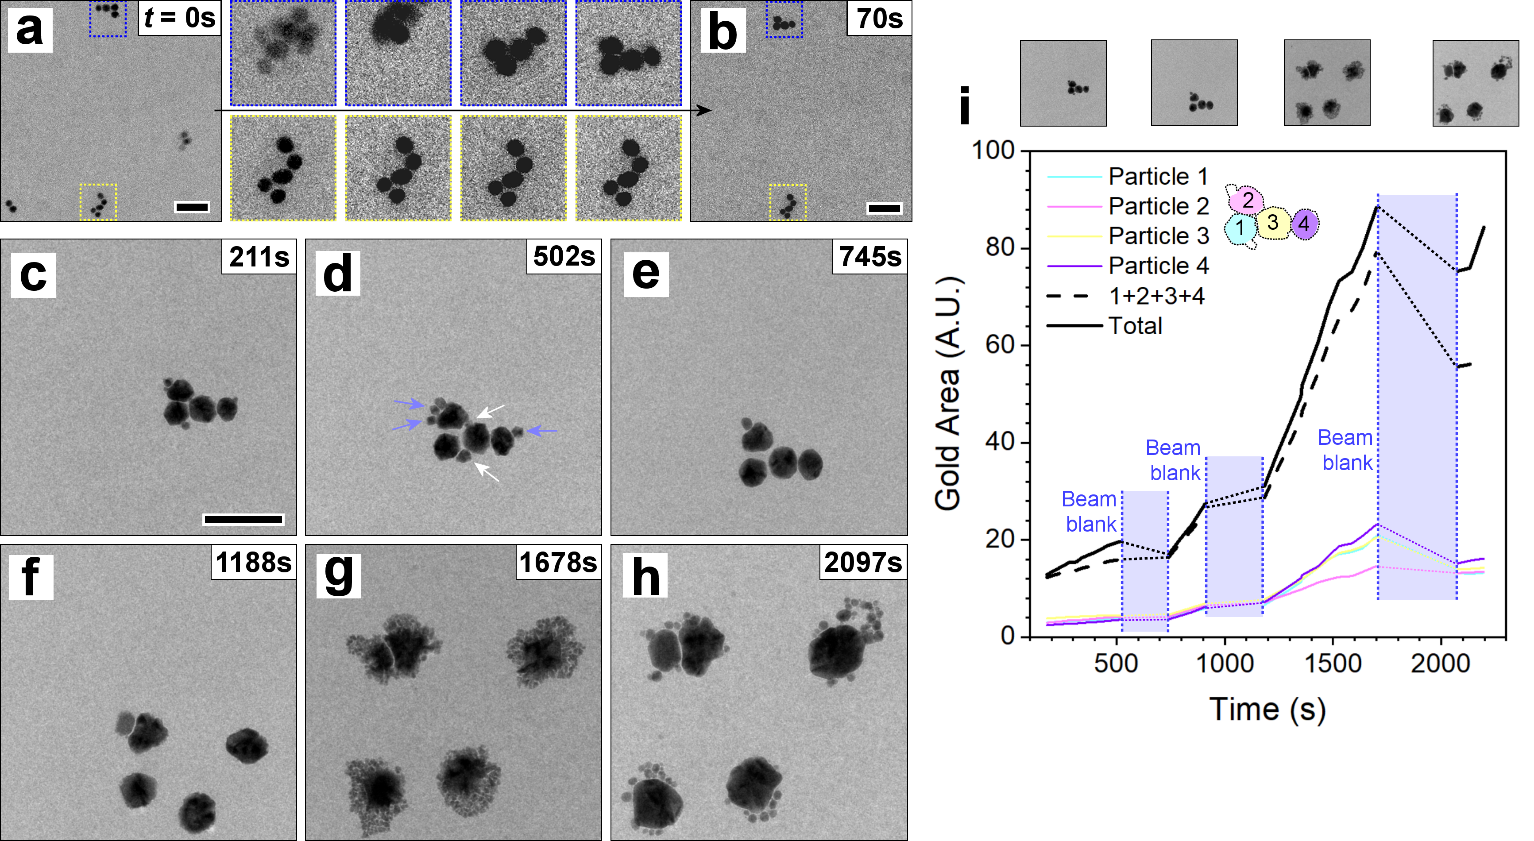 a
t = 0s
b
70s
c
211s
d
502s
e
745s
f
1188s
g
1678s
h
2097s
i
100
80
60
40
20
0
Gold Area (A.U.)
Particle 1
Particle 2
Particle 3
Particle 4
1+2+3+4
Total
2
1
3
4
Beam
blank
Beam
blank
Beam
blank
500
1000
1500
2000
Time (s)